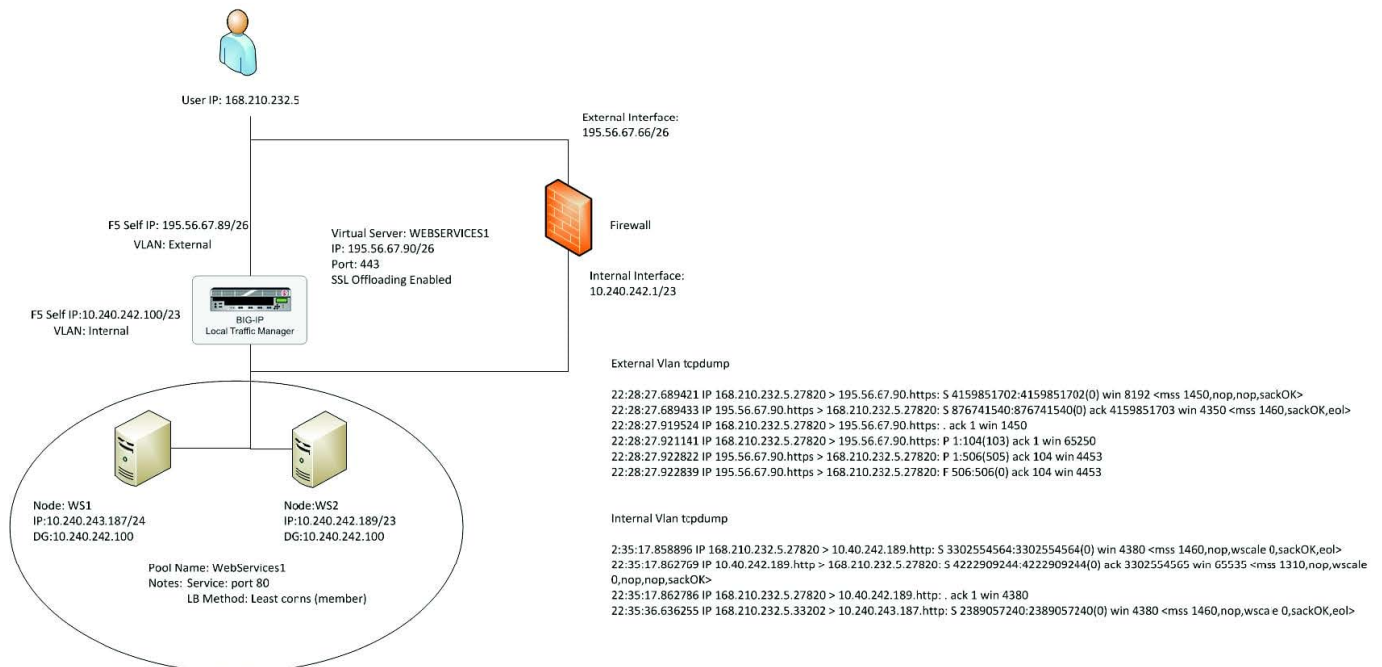 User IP: 168.210.232.5
External Interface:
195.56.67.66/26
F5 Self IP: 195.56.67.89/26
VLAN: External
Virtual Server: WEBSERVICES1
IP: 195.56.67.90/26
Port: 443
SSL Offloading Enabled
Firewall
Internal Interface:
10.240.242.1/23
F5 Self IP:10.240.242.100/23
VLAN: Internal
BIG-IP
Local Traffic Manager
External Vlan tcpdump
22:28:27.689421 IP 168.210.232.5.27820 > 195.56.67.90.https: S 4159851702:4159851702(0) win 8192 <mss 1450,nop,nop,sackOK>
22:28:27.689433 IP 195.56.67.90.https > 168.210.232.5.27820: S 876741540:876741540(0) ack 4159851703 win 4350 <mss 1460,sackOK,eol>
22:28:27.919524 IP 168.210.232.5.27820 > 195.56.67.90.https: . ack 1 win 1450
22:28:27.921141 IP 168.210.232.5.27820 > 195.56.67.90.https: P 1:104(103) ack 1 win 65250
22:28:27.922822 IP 195.56.67.90.https > 168.210.232.5.27820: P 1:506(505) ack 104 win 4453
22:28:27.922839 IP 195.56.67.90.https > 168.210.232.5.27820: F 506:506(0) ack 104 win 4453
Node: WS1
IP:10.240.243.187/24
DG:10.240.242.100
Node:WS2
IP:10.240.242.189/23
DG:10.240.242.100
Pool Name: WebServices1
Notes: Service: port 80
LB Method: Least corns (member)
Internal Vlan tcpdump
2:35:17.858896 IP 168.210.232.5.27820 > 10.40.242.189.http: S 3302554564:3302554564(0) win 4380 <mss 1460,nop,wscale 0,sackOK,eol>
22:35:17.862769 IP 10.40.242.189.http > 168.210.232.5.27820: S 4222909244:4222909244(0) ack 3302554565 win 65535 <mss 1310,nop,wscale
0,nop,nop,sackOK>
22:35:17.862786 IP 168.210.232.5.27820 > 10.40.242.189.http: . ack 1 win 4380
22:35:36.636255 IP 168.210.232.5.33202 > 10.240.243.187.http: S 2389057240:2389057240(0) win 4380 <mss 1460,nop,wscale 0,sackOK,eol>